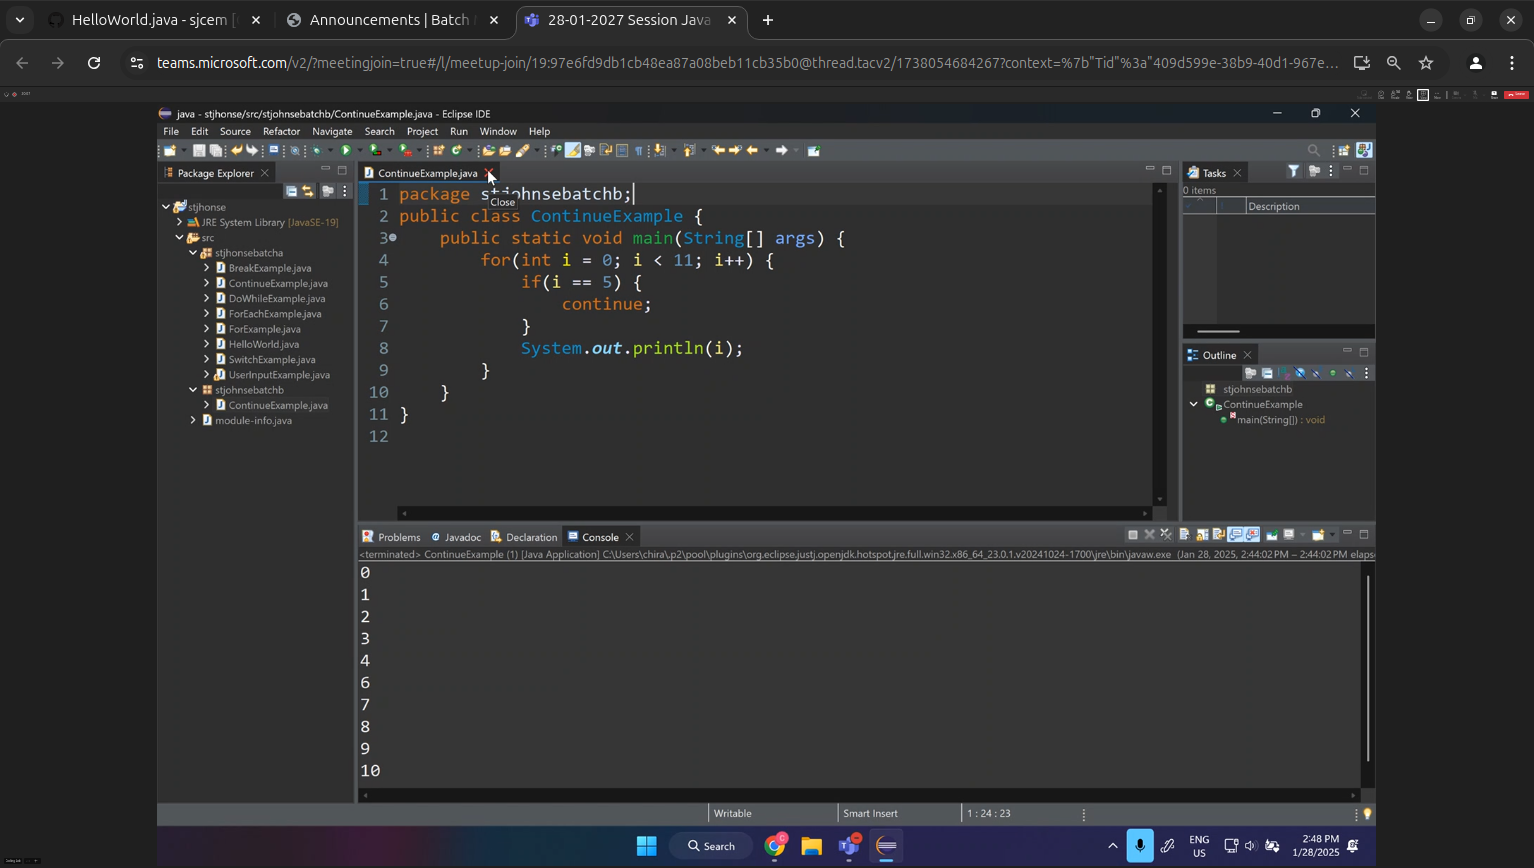 HelloWorld.java - sjcem [
Announcements | Batch
28-01-2027 Session Java
teams.microsoft.com/v2/?meetingjoin=true#/l/meetup-join/19:97e6fd9db1cb48ea87a08beb11cb35b0@thread.tacv2/1738054684267?context=%7b"Tid"%3a"409d599e-38b9-40d1-967e...
java - stjhonse/src/stjohnsebatchb/ContinueExample.java - Eclipse IDE
File Edit Source Refactor Navigate Search Project Run Window Help
Package Explorer
stjhonse
JRE System Library [JavaSE-19]
src
stjohnsebatcha
BreakExample.java
ContinueExample.java
DoWhileExample.java
ForEachExample.java
ForExample.java
HelloWorld.java
SwitchExample.java
UserInputExample.java
stjohnsebatchb
ContinueExample.java
module-info.java
ContinueExample.java
1 package stjohnsebatchb;
Close
2 public class ContinueExample {
3 public static void main(String[] args) {
4 for(int i = 0; i < 11; i++) {
5 if(i == 5) {
6 continue;
7 }
8 System.out.println(i);
9 }
10 }
11 }
12
Tasks
0 items
Description
Outline
stjohnsebatchb
ContinueExample
main(String[]) : void
Problems Javadoc Declaration Console
<terminated> ContinueExample (1) [Java Application] C:\Users\chira\.p2\pool\plugins\org.eclipse.justj.openjdk.hotspot.jre.full.win32.x86_64_23.0.1.v20241024-1700\jre\bin\javaw.exe (Jan 28, 2025, 2:44:02 PM – 2:44:02 PM elaps
0
1
2
3
4
6
7
8
9
10
Writable Smart Insert 1 : 24 : 23
Search
ENG
US
2:48 PM
1/28/2025